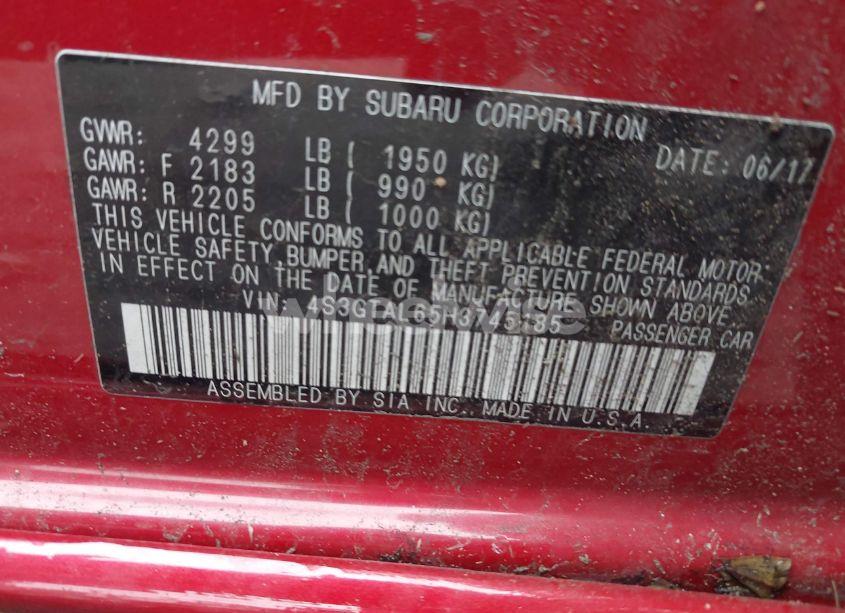 MFD BY SUBARU CORPORATION
GVWR: 4299 LB ( 1950 KG) DATE: 06/17
GAWR: F 2183 LB ( 990 KG)
GAWR: R 2205 LB ( 1000 KG)
THIS VEHICLE CONFORMS TO ALL APPLICABLE FEDERAL MOTOR
VEHICLE SAFETY, BUMPER AND THEFT PREVENTION STANDARDS
IN EFFECT ON THE DATE OF MANUFACTURE SHOWN ABOVE.
VIN: PASSENGER CAR
ASSEMBLED BY SIA INC. MADE IN U.S.A.